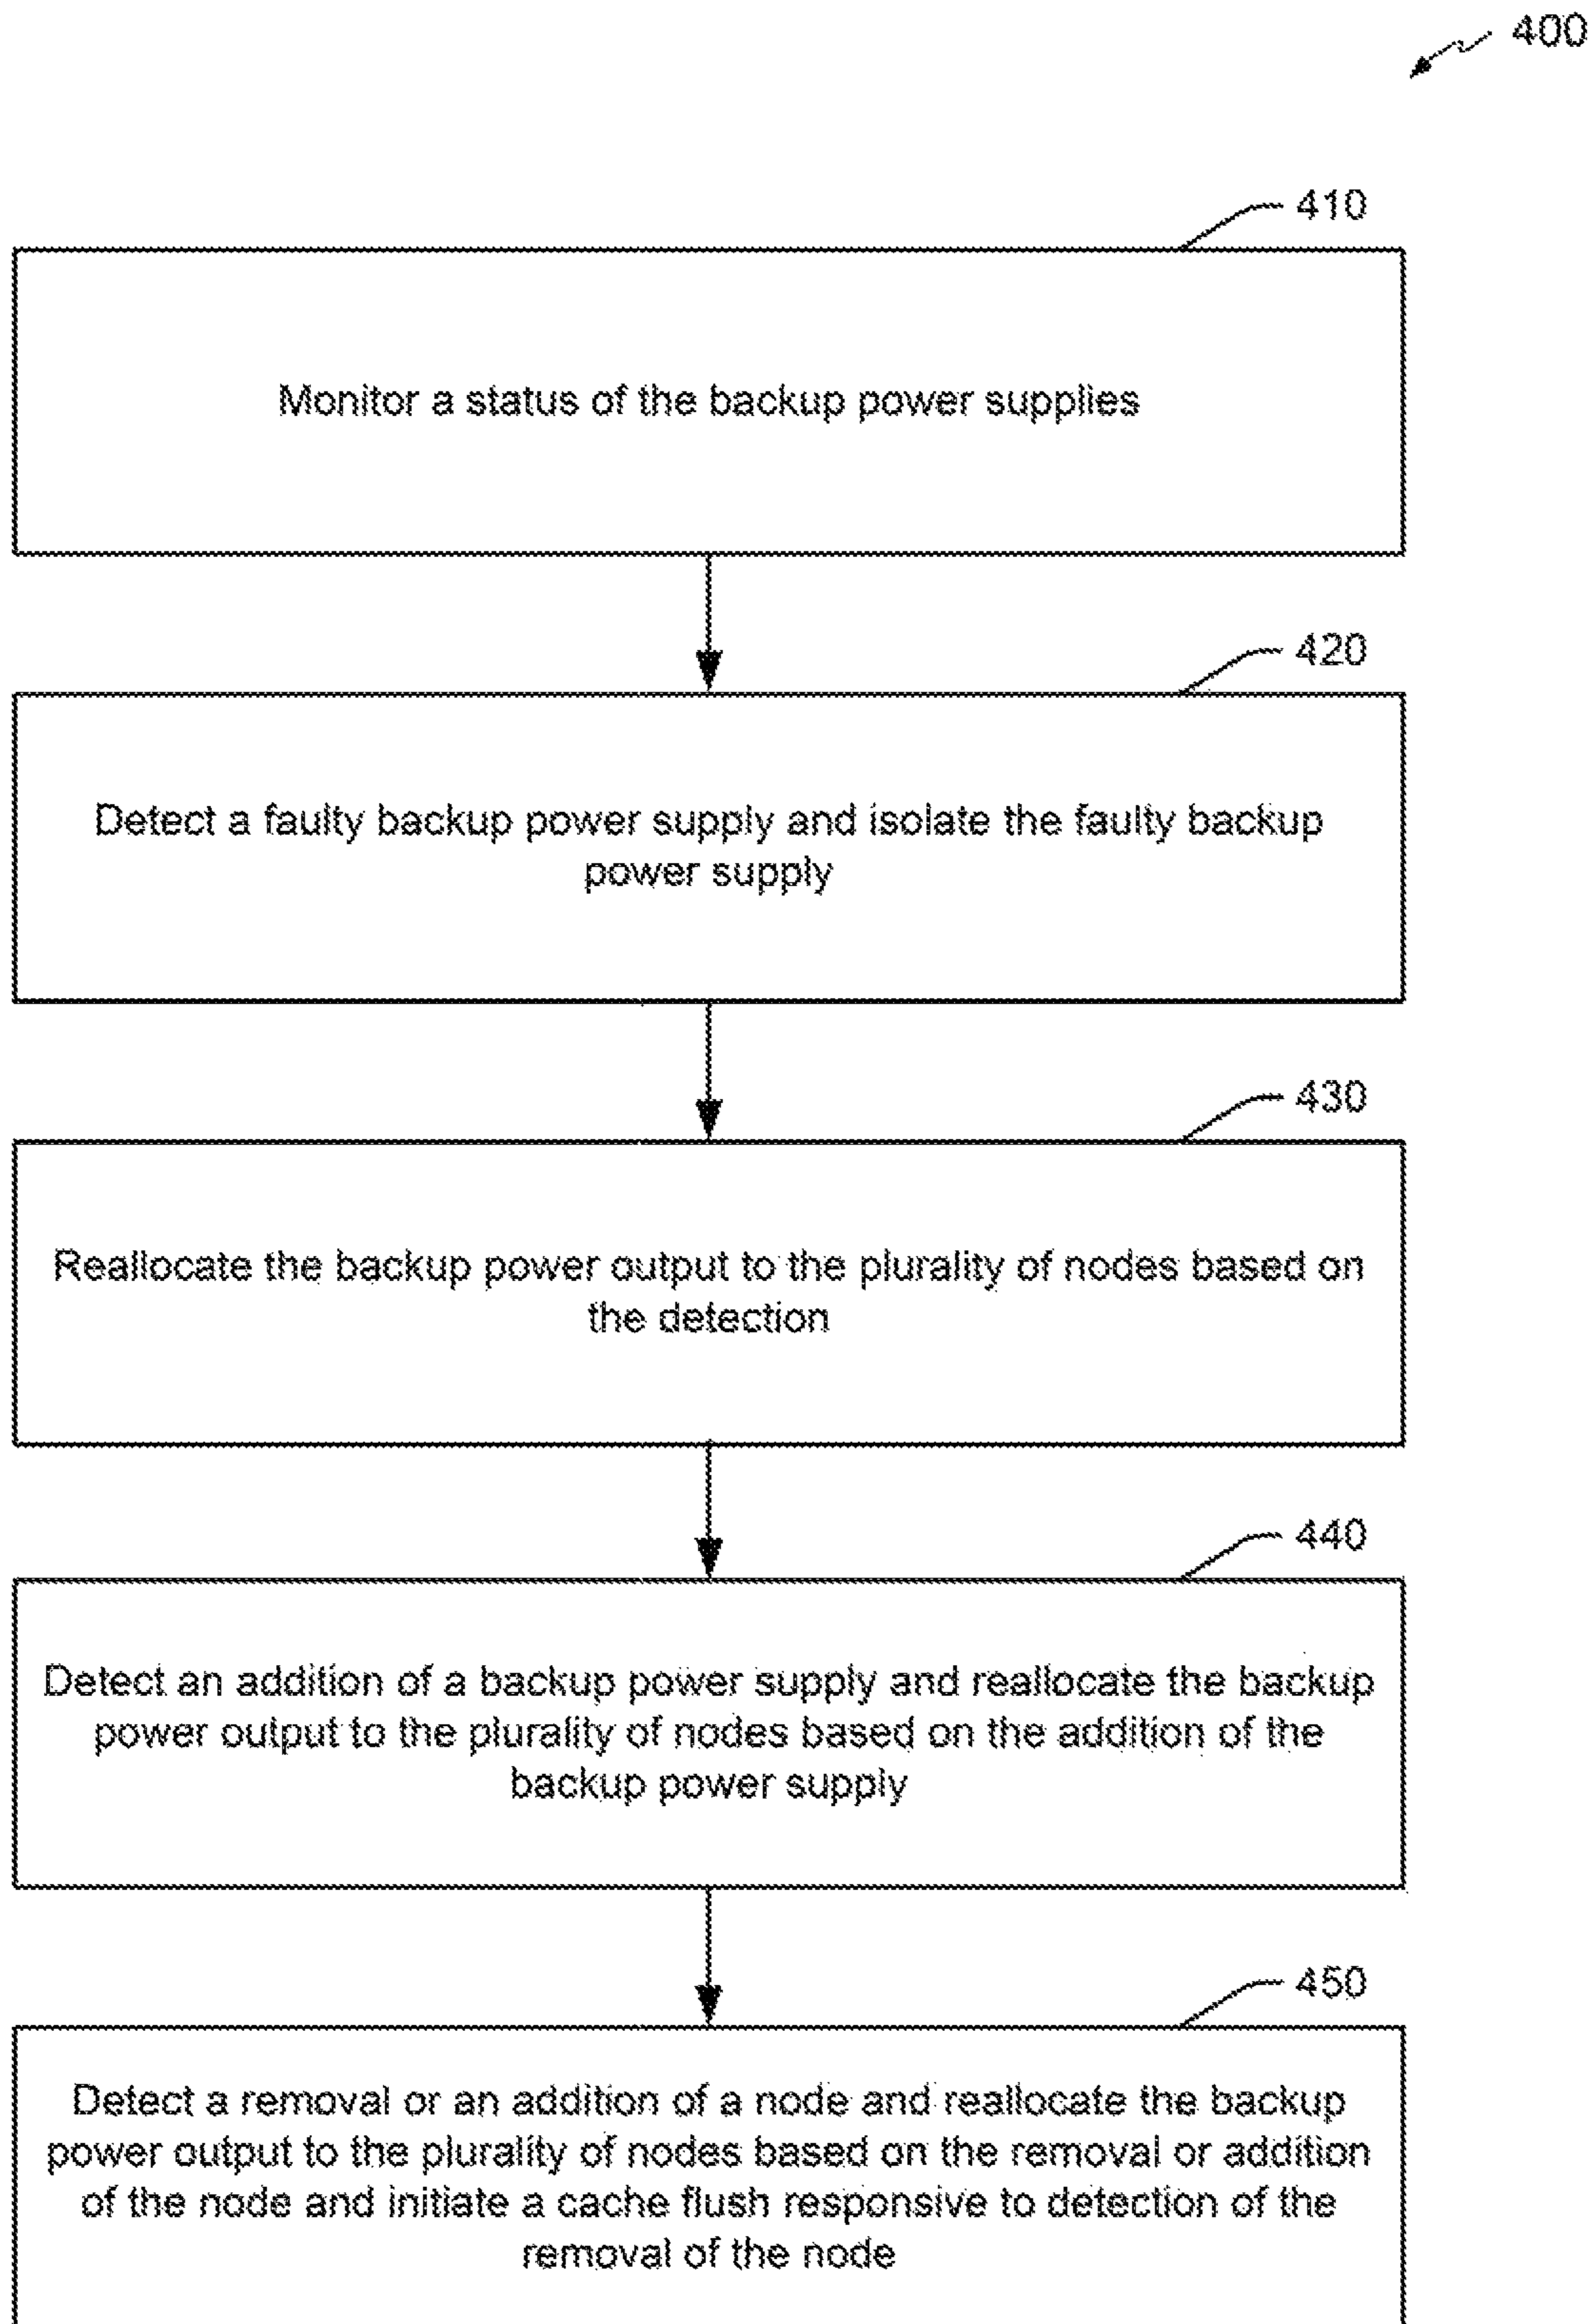 400
410
Monitor a status of the backup power supplies
420
Detect a faulty backup power supply and isolate the faulty backup
power supply
430
Reallocate the backup power output to the plurality of nodes based on
the detection
440
Detect an addition of a backup power supply and reallocate the backup
power output to the plurality of nodes based on the addition of the
backup power supply
450
Detect a removal or an addition of a node and reallocate the backup
power output to the plurality of nodes based on the removal or addition
of the node and initiate a cache flush responsive to detection of the
removal of the node